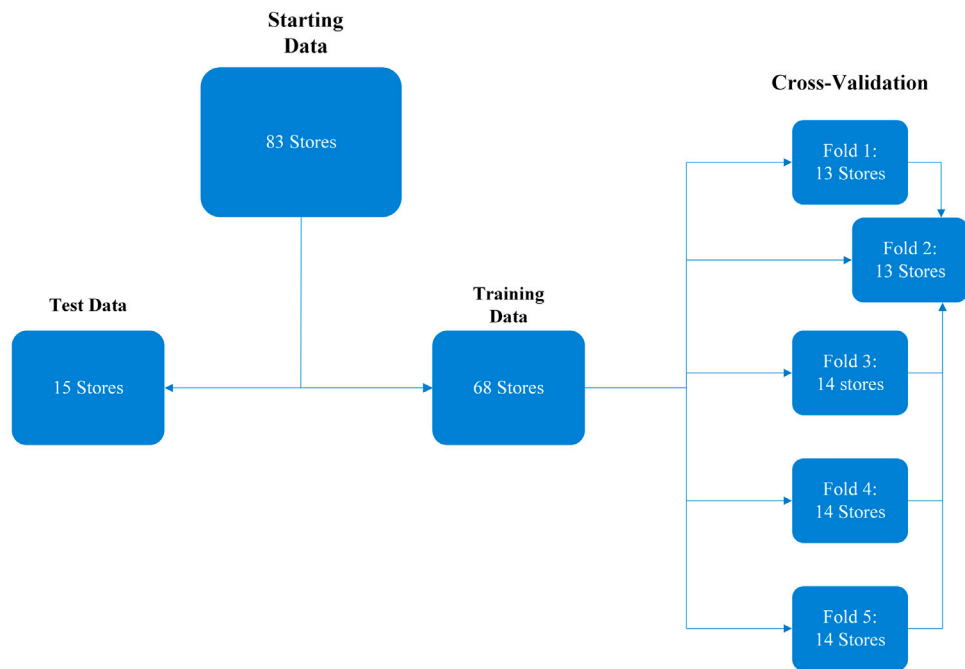 Starting
Data
83 Stores
Test Data
15 Stores
Training
Data
68 Stores
Cross-Validation
Fold 1:
13 Stores
Fold 2:
13 Stores
Fold 3:
14 stores
Fold 4:
14 Stores
Fold 5:
14 Stores